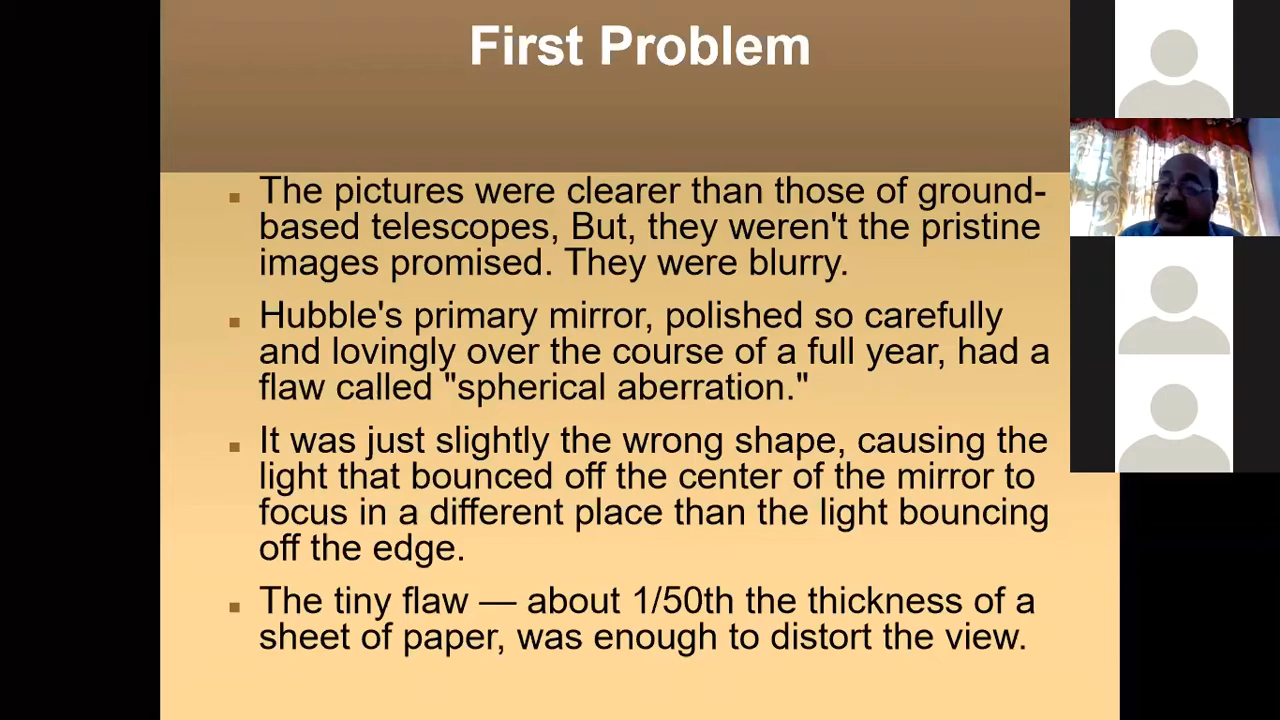 First Problem
The pictures were clearer than those of ground-
based telescopes, But, they weren't the pristine
images promised. They were blurry.
Hubble's primary mirror, polished so carefully
and lovingly over the course of a full year, had a
flaw called "spherical aberration."
It was just slightly the wrong shape, causing the
light that bounced off the center of the mirror to
focus in a different place than the light bouncing
off the edge.
The tiny flaw — about 1/50th the thickness of a
sheet of paper, was enough to distort the view.